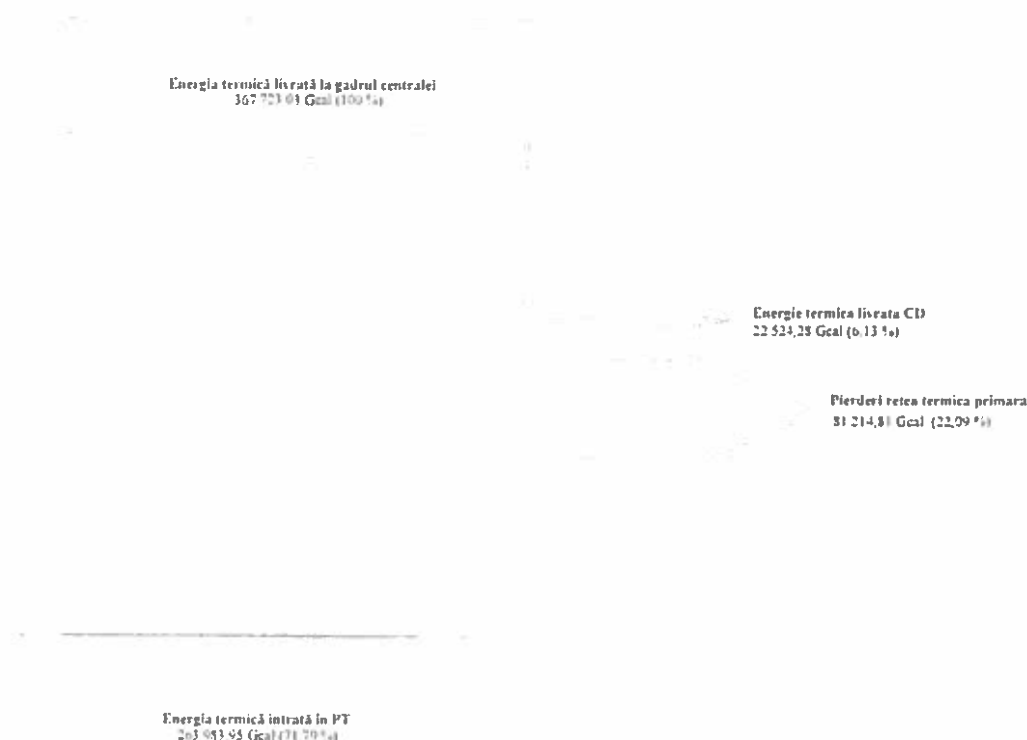 Energia termică livrată la gadrul centralei
367 723 03 Gcal (100 %)
Energie termica livrata CD
22 524,28 Gcal (6,13 %)
Pierderi retea termica primara
81 214,81 Gcal (22,09 %)
Energia termică intrată în PT
263 983 95 Gcal (71 79 %)